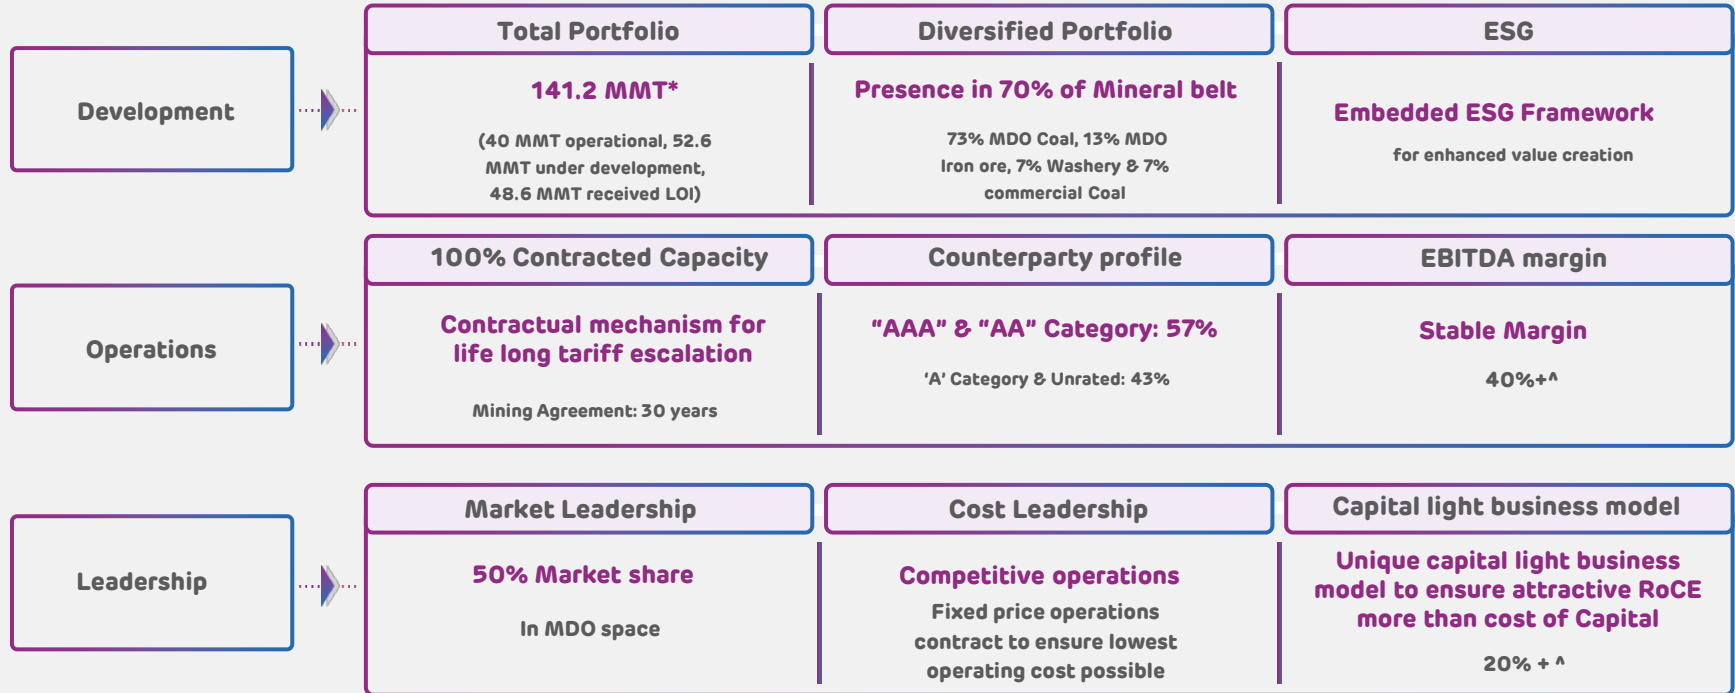 Development
Total Portfolio
141.2 MMT*
(40 MMT operational, 52.6
MMT under development,
48.6 MMT received LOI)
Diversified Portfolio
Presence in 70% of Mineral belt
73% MDO Coal, 13% MDO
Iron ore, 7% Washery & 7%
commercial Coal
ESG
Embedded ESG Framework
for enhanced value creation
Operations
100% Contracted Capacity
Contractual mechanism for
life long tariff escalation
Mining Agreement: 30 years
Counterparty profile
“AAA” & “AA” Category: 57%
‘A’ Category & Unrated: 43%
EBITDA margin
Stable Margin
40%+^
Leadership
Market Leadership
50% Market share
In MDO space
Cost Leadership
Competitive operations
Fixed price operations
contract to ensure lowest
operating cost possible
Capital light business model
Unique capital light business
model to ensure attractive RoCE
more than cost of Capital
20% + ^